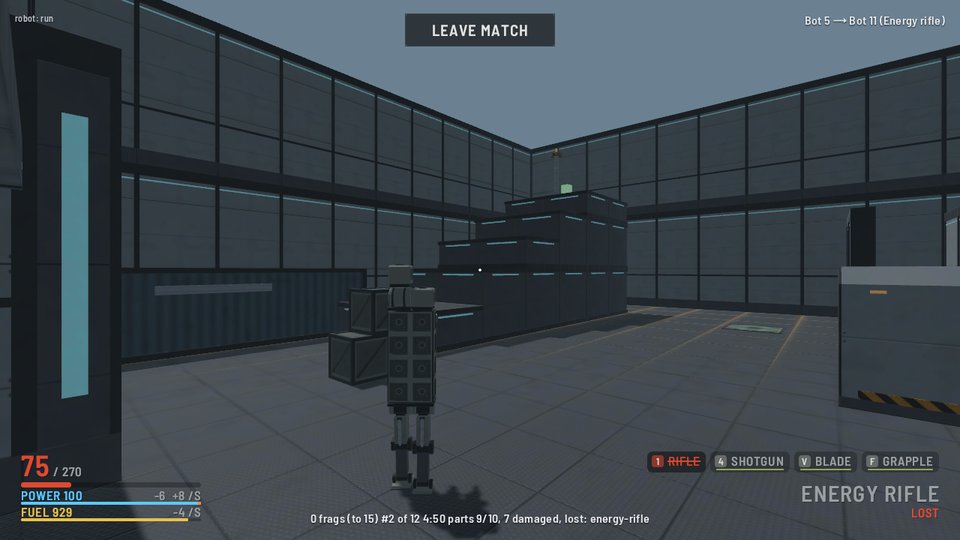 robot: run
LEAVE MATCH
Bot 5 → Bot 11 (Energy rifle)
75 / 270
POWER 100 -6 +8 /S
FUEL 929 -4 /S
1 RIFLE 4 SHOTGUN V BLADE F GRAPPLE
ENERGY RIFLE
LOST
0 frags (to 15) #2 of 12 4:50 parts 9/10, 7 damaged, lost: energy-rifle